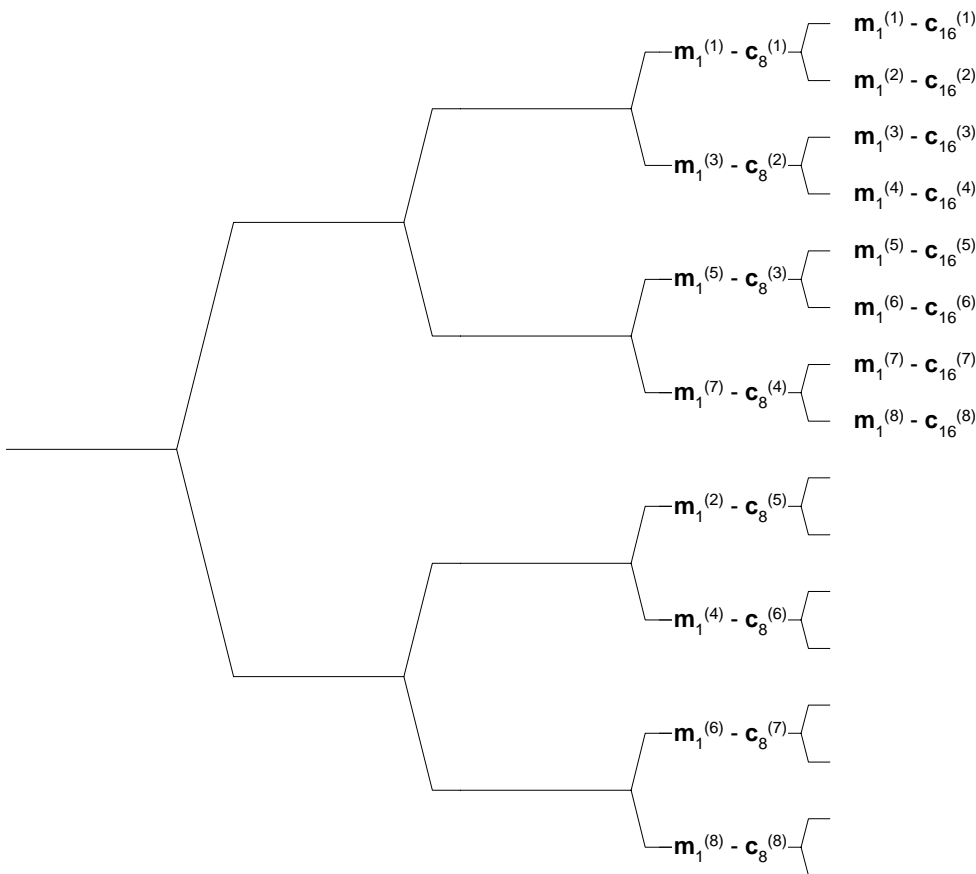 m₁⁽¹⁾ - c₁₆⁽¹⁾
m₁⁽¹⁾ - c₈⁽¹⁾
m₁⁽²⁾ - c₁₆⁽²⁾
m₁⁽³⁾ - c₁₆⁽³⁾
m₁⁽³⁾ - c₈⁽²⁾
m₁⁽⁴⁾ - c₁₆⁽⁴⁾
m₁⁽⁵⁾ - c₁₆⁽⁵⁾
m₁⁽⁵⁾ - c₈⁽³⁾
m₁⁽⁶⁾ - c₁₆⁽⁶⁾
m₁⁽⁷⁾ - c₁₆⁽⁷⁾
m₁⁽⁷⁾ - c₈⁽⁴⁾
m₁⁽⁸⁾ - c₁₆⁽⁸⁾
m₁⁽²⁾ - c₈⁽⁵⁾
m₁⁽⁴⁾ - c₈⁽⁶⁾
m₁⁽⁶⁾ - c₈⁽⁷⁾
m₁⁽⁸⁾ - c₈⁽⁸⁾